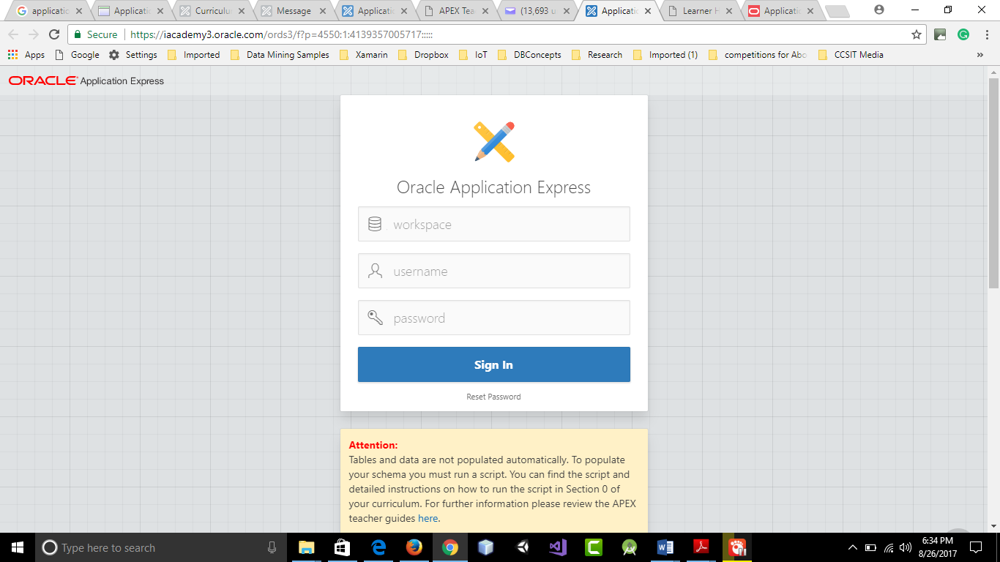 applicatio
Applicatio
Curriculu
Message
Applicatio
APEX Tea
(13,693 u
Applicatio
Learner H
Applicatio
Secure
https://iacademy3.oracle.com/ords3/f?p=4550:1:4139357005717:::::
Apps
Google
Settings
Imported
Data Mining Samples
Xamarin
Dropbox
IoT
DBConcepts
Research
Imported (1)
competitions for Abo
CCSIT Media
»
ORACLE Application Express
Oracle Application Express
workspace
username
password
Sign In
Reset Password
Attention:
Tables and data are not populated automatically. To populate
your schema you must run a script. You can find the script and
detailed instructions on how to run the script in Section 0 of
your curriculum. For further information please review the APEX
teacher guides here.
Type here to search
6:34 PM
8/26/2017